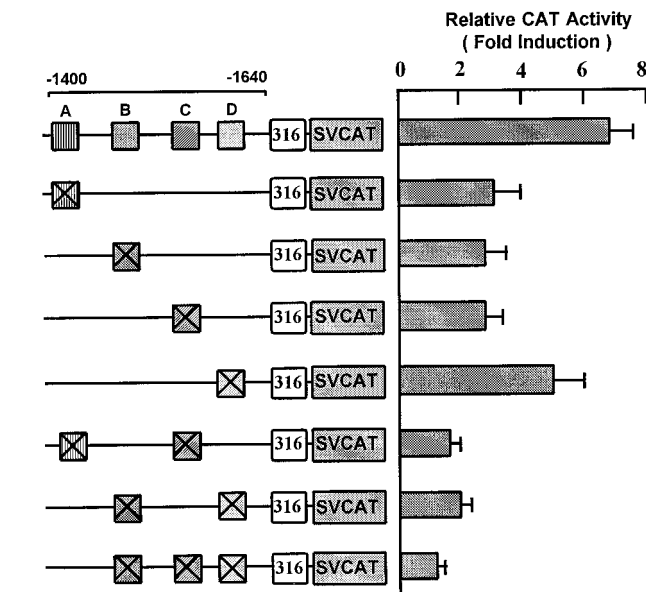 Relative CAT Activity
( Fold Induction )
-1400 -1640 0 2 4 6 8
A B C D
316 SVCAT
316 SVCAT
316 SVCAT
316 SVCAT
316 SVCAT
316 SVCAT
316 SVCAT
316 SVCAT